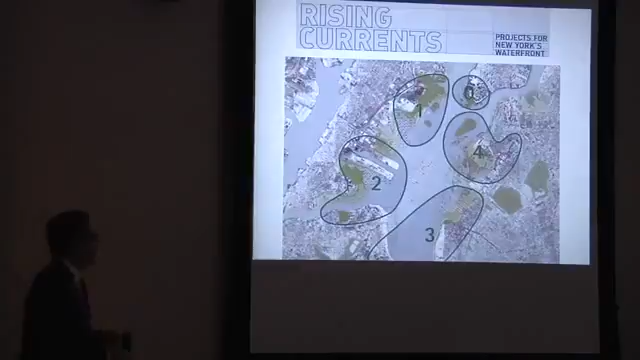 RISING
CURRENTS
PROJECTS FOR
NEW YORK'S
WATERFRONT
1
0
4
2
3